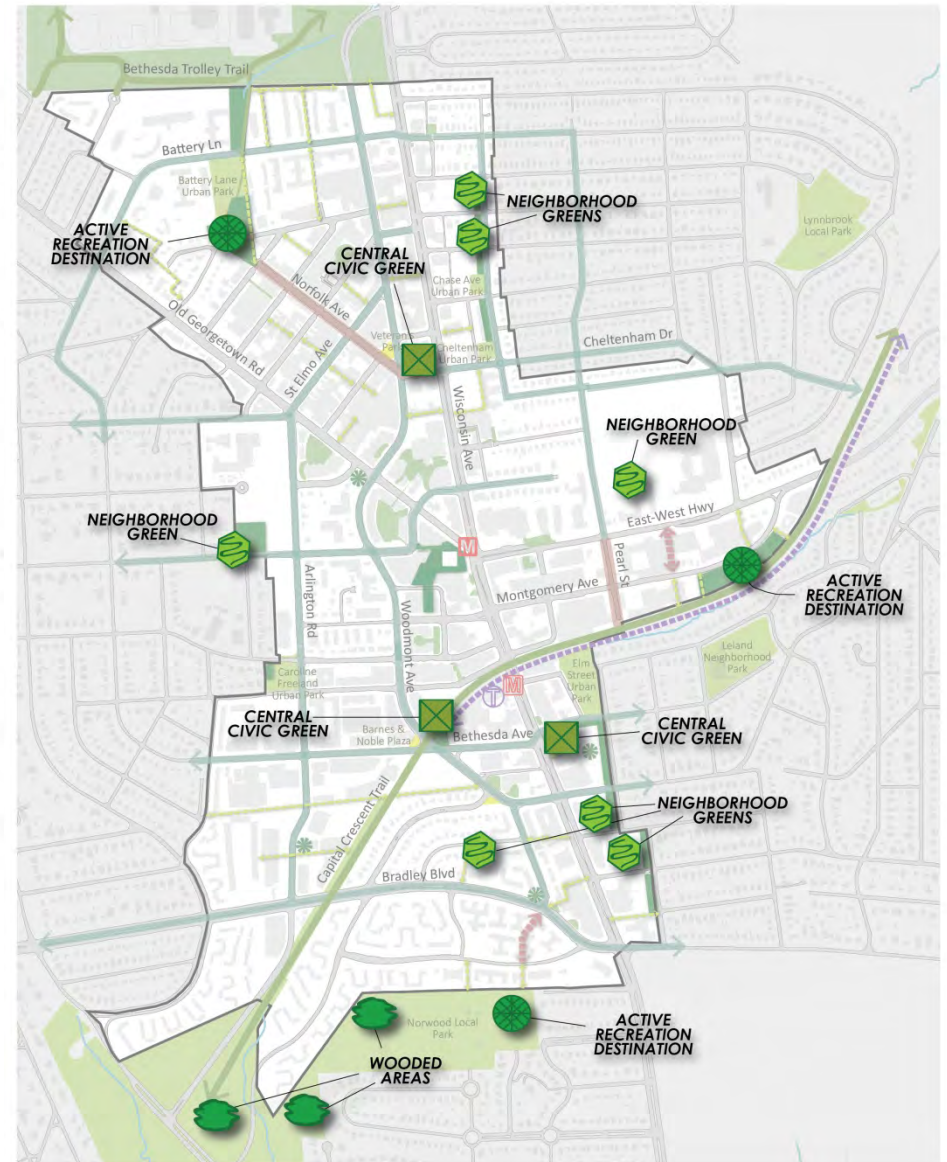 Bethesda Trolley Trail
Battery Ln
Battery Lane
Urban Park
NEIGHBORHOOD
GREENS
Lynnbrook
Local Park
ACTIVE
RECREATION
DESTINATION
CENTRAL
CIVIC GREEN
Norfolk Ave
Chase Ave
Urban Park
Old Georgetown Rd
St Elmo Ave
Veteran's
Park
Cheltenham
Urban Park
Cheltenham Dr
Wisconsin Ave
NEIGHBORHOOD
GREEN
NEIGHBORHOOD
GREEN
East-West Hwy
M
Pearl St
Arlington Rd
Montgomery Ave
ACTIVE
RECREATION
DESTINATION
Woodmont Ave
Leland
Neighborhood
Park
Caroline
Freeland
Urban Park
Elm
Street
Urban
Park
M
T
CENTRAL
CIVIC GREEN
Barnes &
Noble Plaza
Bethesda Ave
CENTRAL
CIVIC GREEN
NEIGHBORHOOD
GREENS
Capital Crescent Trail
Bradley Blvd
Norwood Local
Park
ACTIVE
RECREATION
DESTINATION
WOODED
AREAS